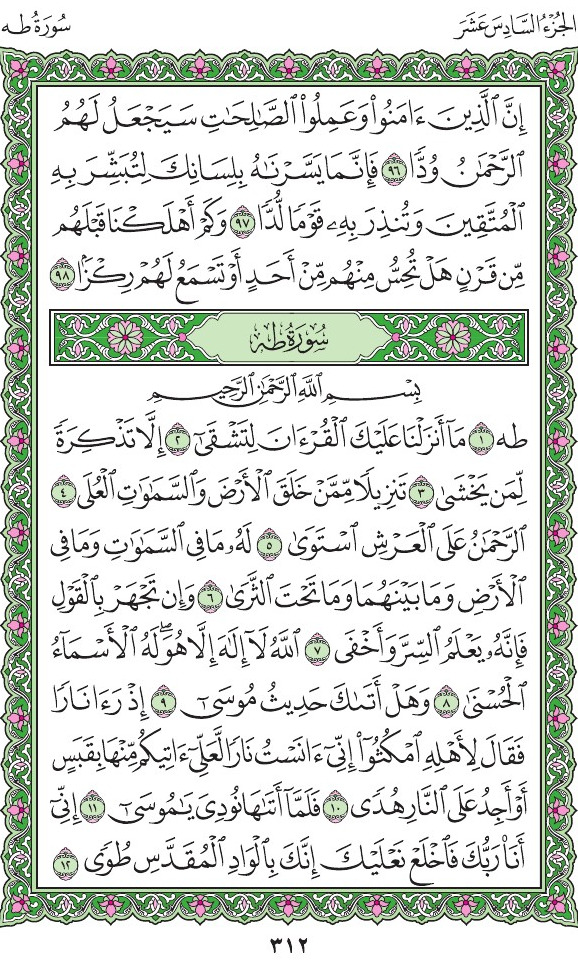 الجزء السادس عشر
سورة طه
إِنَّ ٱلَّذِينَ ءَامَنُوا۟ وَعَمِلُوا۟ ٱلصَّٰلِحَٰتِ سَيَجْعَلُ لَهُمُ
ٱلرَّحْمَٰنُ وُدًّا ٩٦ فَإِنَّمَا يَسَّرْنَٰهُ بِلِسَانِكَ لِتُبَشِّرَ بِهِ
ٱلْمُتَّقِينَ وَتُنذِرَ بِهِۦ قَوْمًا لُّدًّا ٩٧ وَكَمْ أَهْلَكْنَا قَبْلَهُم
مِّن قَرْنٍ هَلْ تُحِسُّ مِنْهُم مِّنْ أَحَدٍ أَوْ تَسْمَعُ لَهُمْ رِكْزًۢا ٩٨
سُورَةُ طه
بِسْمِ ٱللَّهِ ٱلرَّحْمَٰنِ ٱلرَّحِيمِ
طه ١ مَآ أَنزَلْنَا عَلَيْكَ ٱلْقُرْءَانَ لِتَشْقَىٰٓ ٢ إِلَّا تَذْكِرَةً
لِّمَن يَخْشَىٰ ٣ تَنزِيلًا مِّمَّنْ خَلَقَ ٱلْأَرْضَ وَٱلسَّمَٰوَٰتِ ٱلْعُلَى ٤
ٱلرَّحْمَٰنُ عَلَى ٱلْعَرْشِ ٱسْتَوَىٰ ٥ لَهُۥ مَا فِى ٱلسَّمَٰوَٰتِ وَمَا فِى
ٱلْأَرْضِ وَمَا بَيْنَهُمَا وَمَا تَحْتَ ٱلثَّرَىٰ ٦ وَإِن تَجْهَرْ بِٱلْقَوْلِ
فَإِنَّهُۥ يَعْلَمُ ٱلسِّرَّ وَأَخْفَى ٧ ٱللَّهُ لَآ إِلَٰهَ إِلَّا هُوَۖ لَهُ ٱلْأَسْمَآءُ
ٱلْحُسْنَىٰ ٨ وَهَلْ أَتَىٰكَ حَدِيثُ مُوسَىٰٓ ٩ إِذْ رَءَا نَارًا
فَقَالَ لِأَهْلِهِ ٱمْكُثُوٓا۟ إِنِّىٓ ءَانَسْتُ نَارًا لَّعَلِّىٓ ءَاتِيكُم مِّنْهَا بِقَبَسٍ
أَوْ أَجِدُ عَلَى ٱلنَّارِ هُدًى ١٠ فَلَمَّآ أَتَىٰهَا نُودِىَ يَٰمُوسَىٰٓ ١١ إِنِّىٓ
أَنَا۠ رَبُّكَ فَٱخْلَعْ نَعْلَيْكَ إِنَّكَ بِٱلْوَادِ ٱلْمُقَدَّسِ طُوًى ١٢
٣١٢